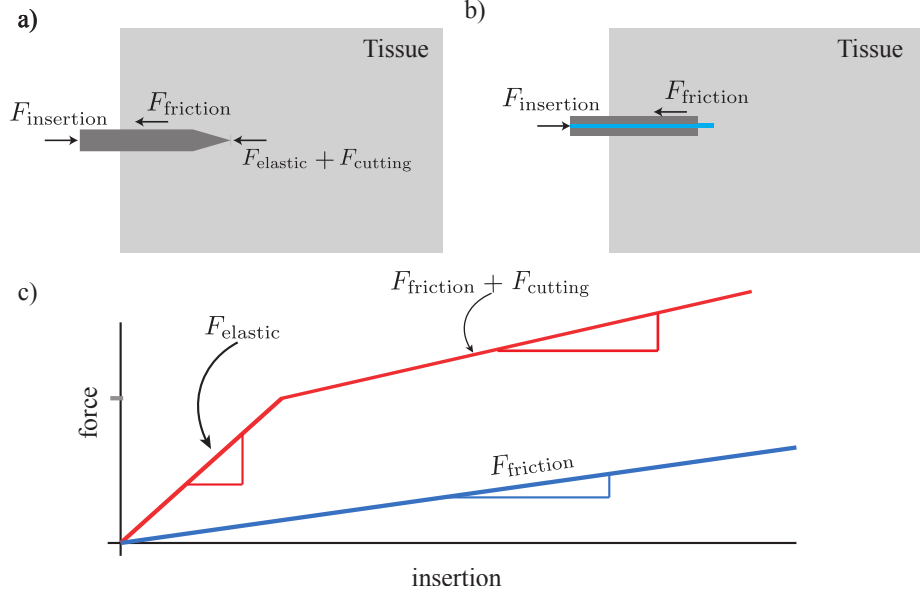 a)
Tissue
F_insertion
F_friction
F_elastic + F_cutting
b)
Tissue
F_insertion
F_friction
c)
F_friction + F_cutting
F_elastic
force
F_friction
insertion